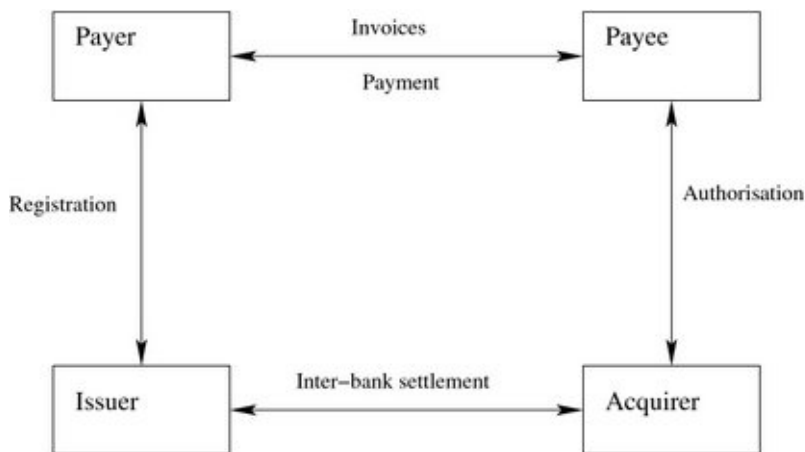 Payer
Invoices
Payee
Payment
Registration
Authorisation
Issuer
Inter-bank settlement
Acquirer